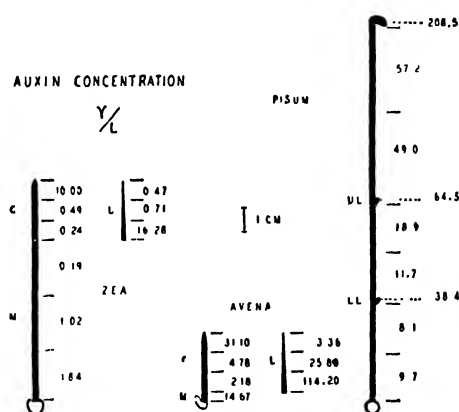 AUXIN CONCENTRATION
γ/L
C
10.00
0.49
0.24
0.19
M
1.02
1.84
L
0.47
0.71
16.28
ZEA
1 CM
AVENA
C
31.10
4.78
2.18
M
14.67
L
3.36
25.80
114.20
PISUM
208.5
57.2
49.0
UL
64.5
18.9
11.7
LL
38.4
8.1
9.7